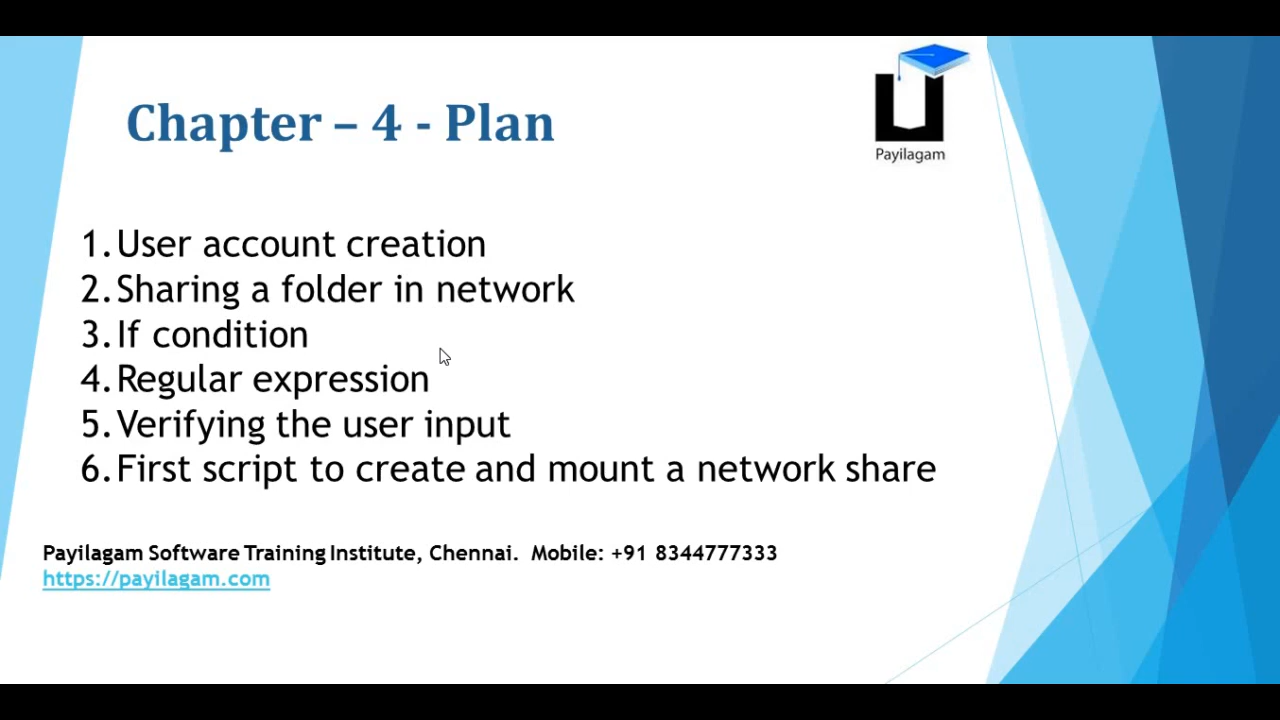 Chapter – 4 - Plan
Payilagam
1. User account creation
2. Sharing a folder in network
3. If condition
4. Regular expression
5. Verifying the user input
6. First script to create and mount a network share
Payilagam Software Training Institute, Chennai. Mobile: +91 8344777333
https://payilagam.com